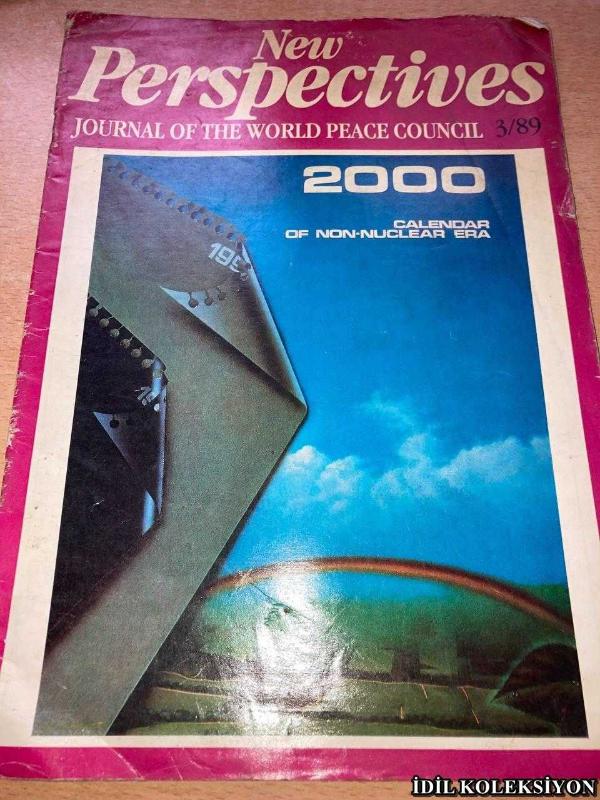 New
Perspectives
JOURNAL OF THE WORLD PEACE COUNCIL 3/89
2000
CALENDAR
OF NON-NUCLEAR ERA
199
İDİL KOLEKSİYON